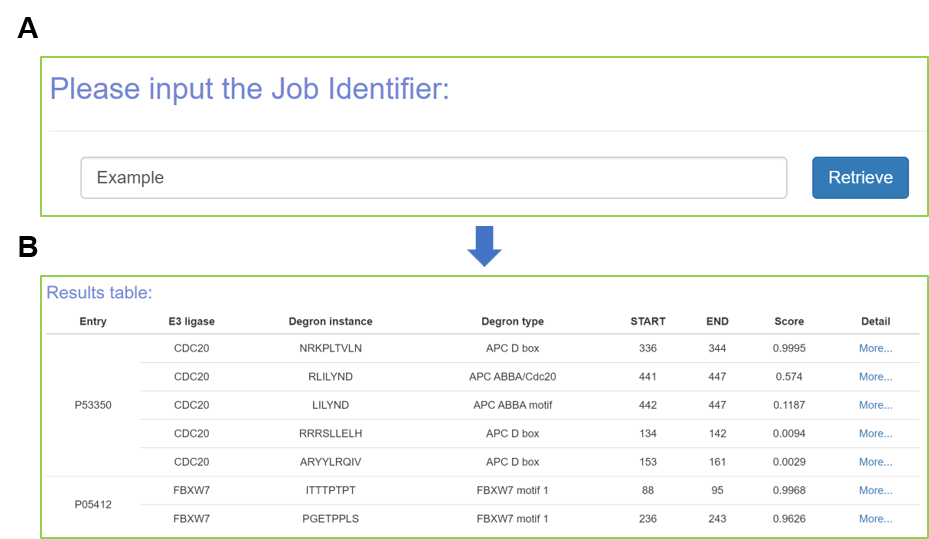 A
Please input the Job Identifier:
Example
Retrieve
B
Results table:
Entry E3 ligase Degron instance Degron type START END Score Detail
CDC20 NRKPLTVLN APC D box 336 344 0.9995 More...
CDC20 RLILYND APC ABBA/Cdc20 441 447 0.574 More...
P53350 CDC20 LILYND APC ABBA motif 442 447 0.1187 More...
CDC20 RRRSLLELH APC D box 134 142 0.0094 More...
CDC20 ARYYLRQIV APC D box 153 161 0.0029 More...
P05412 FBXW7 ITTTPTPT FBXW7 motif 1 88 95 0.9968 More...
FBXW7 PGETPPLS FBXW7 motif 1 236 243 0.9626 More...